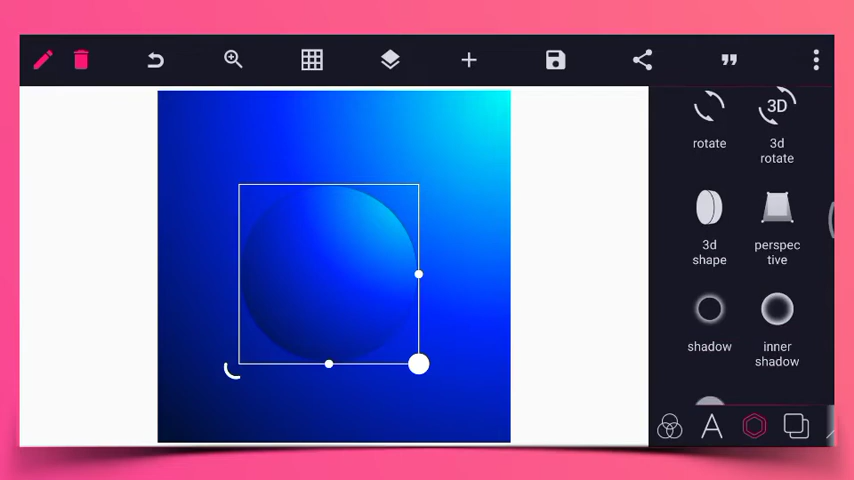 3D
rotate
3d
rotate
3d
shape
perspec
tive
shadow
inner
shadow